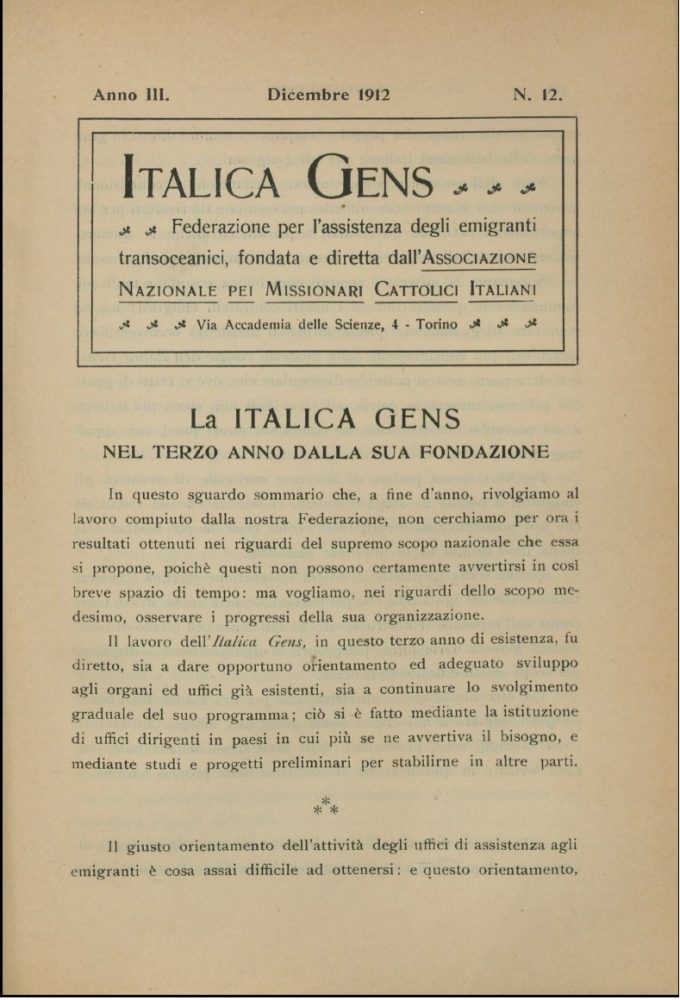 Anno III. Dicembre 1912 N. 12.
ITALICA GENS
Federazione per l'assistenza degli emigranti
transoceanici, fondata e diretta dall'ASSOCIAZIONE
NAZIONALE PEI MISSIONARI CATTOLICI ITALIANI
Via Accademia delle Scienze, 4 - Torino
La ITALICA GENS
NEL TERZO ANNO DALLA SUA FONDAZIONE
In questo sguardo sommario che, a fine d'anno, rivolgiamo al
lavoro compiuto dalla nostra Federazione, non cerchiamo per ora i
resultati ottenuti nei riguardi del supremo scopo nazionale che essa
si propone, poichè questi non possono certamente avvertirsi in così
breve spazio di tempo: ma vogliamo, nei riguardi dello scopo me-
desimo, osservare i progressi della sua organizzazione.
Il lavoro dell'Italica Gens, in questo terzo anno di esistenza, fu
diretto, sia a dare opportuno orientamento ed adeguato sviluppo
agli organi ed uffici già esistenti, sia a continuare lo svolgimento
graduale del suo programma; ciò si è fatto mediante la istituzione
di uffici dirigenti in paesi in cui più se ne avvertiva il bisogno, e
mediante studi e progetti preliminari per stabilirne in altre parti.
***
Il giusto orientamento dell'attività degli uffici di assistenza agli
emigranti è cosa assai difficile ad ottenersi: e questo orientamento,